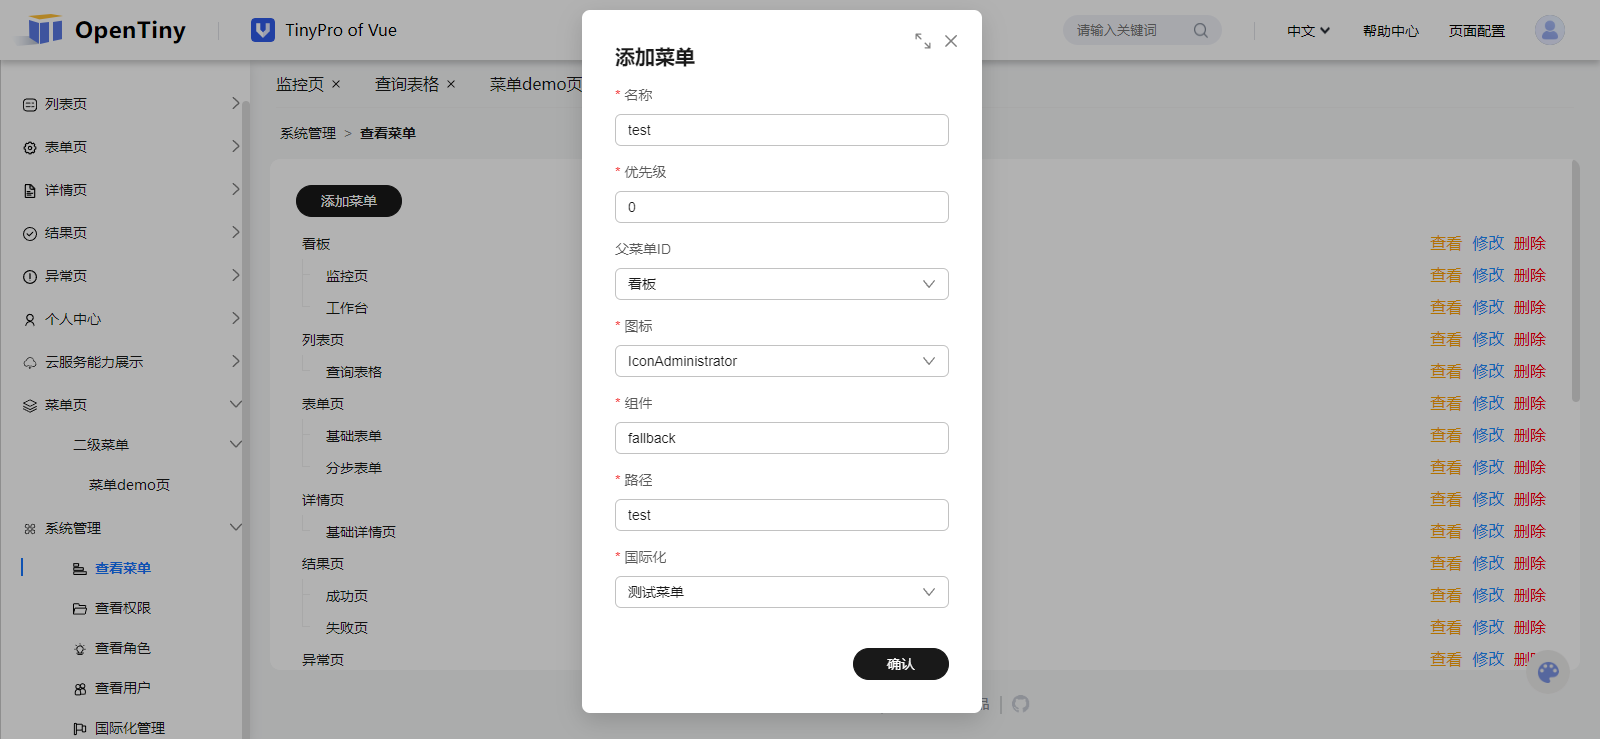 OpenTiny
TinyPro of Vue
请输入关键词
中文
帮助中心
页面配置
列表页
表单页
详情页
结果页
异常页
个人中心
云服务能力展示
菜单页
二级菜单
菜单demo页
系统管理
查看菜单
查看权限
查看角色
查看用户
国际化管理
监控页 × 查询表格 × 菜单demo页
系统管理 > 查看菜单
添加菜单
看板
监控页
工作台
列表页
查询表格
表单页
基础表单
分步表单
详情页
基础详情页
结果页
成功页
失败页
异常页
添加菜单
* 名称
test
* 优先级
0
父菜单ID
看板
* 图标
IconAdministrator
* 组件
fallback
* 路径
test
* 国际化
测试菜单
确认
查看 修改 删除
查看 修改 删除
查看 修改 删除
查看 修改 删除
查看 修改 删除
查看 修改 删除
查看 修改 删除
查看 修改 删除
查看 修改 删除
查看 修改 删除
查看 修改 删除
查看 修改 删除
查看 修改 删除
查看 修改 删
品